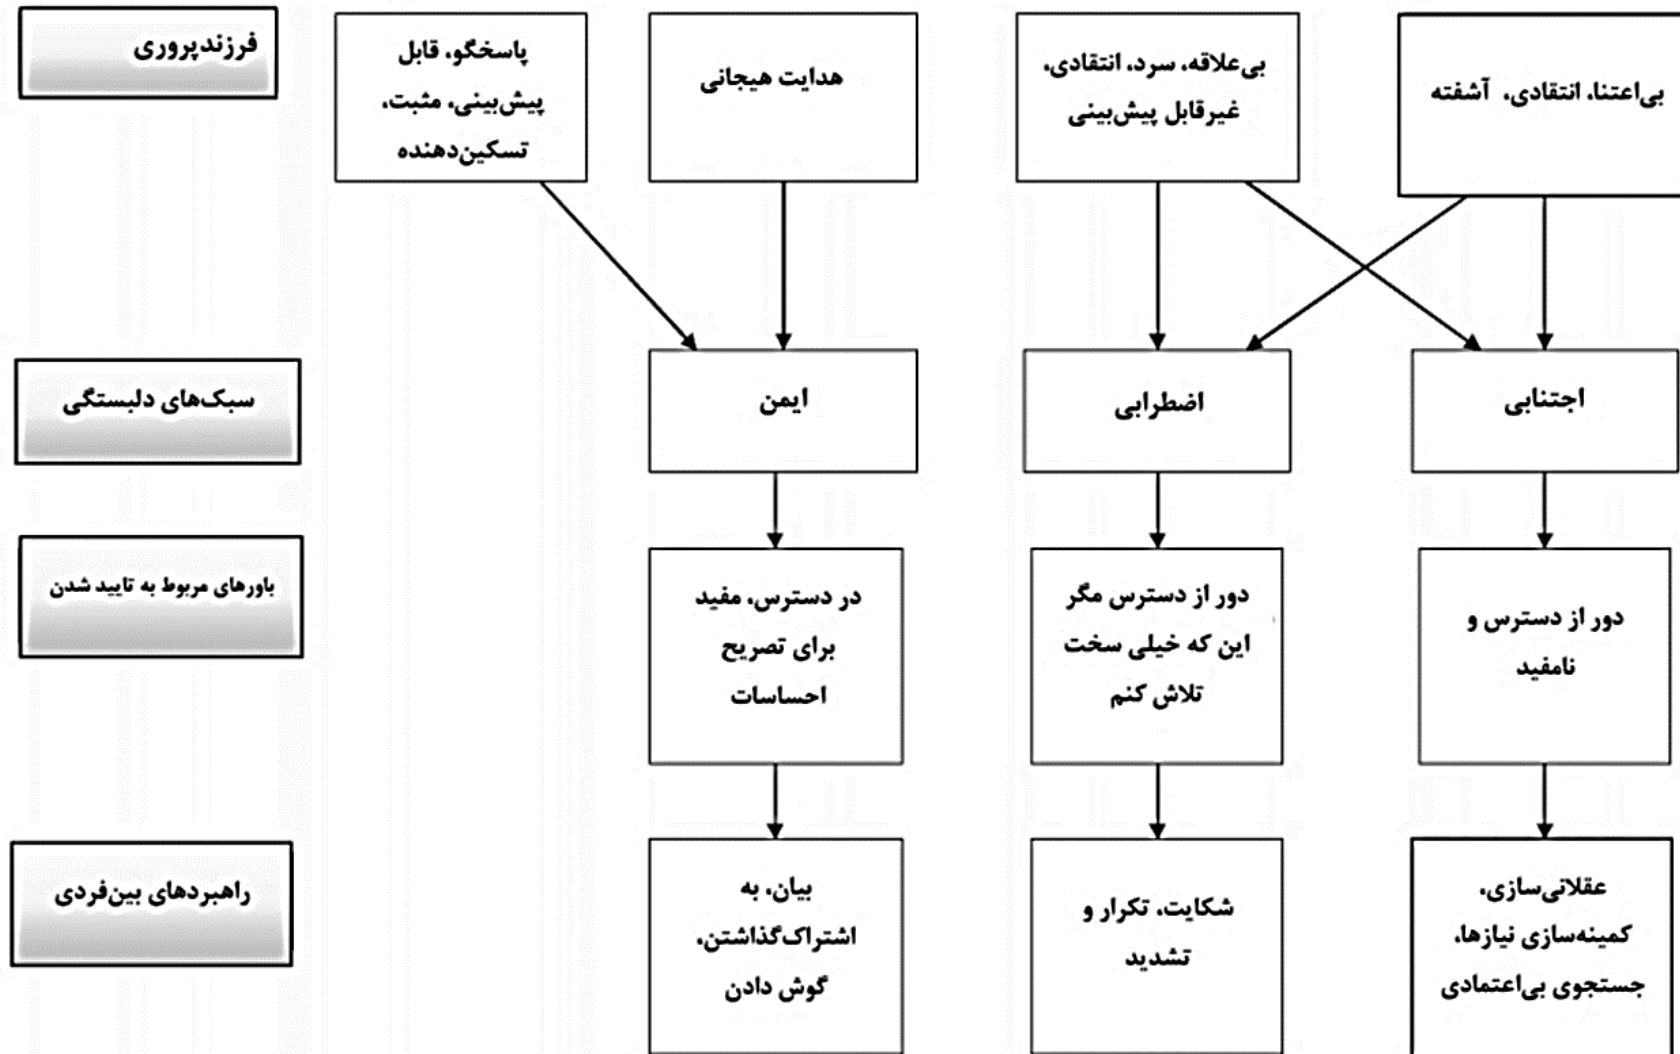 فرزندپروری
پاسخگو، قابل
پیش‌بینی، مثبت،
تسکین‌دهنده
هدایت هیجانی
بی‌علاقه، سرد، انتقادی،
غیرقابل پیش‌بینی
بی‌اعتنا، انتقادی، آشفته
سبک‌های دلبستگی
ایمن
اضطرابی
اجتنابی
باورهای مربوط به تایید شدن
در دسترس، مفید
برای تصریح
احساسات
دور از دسترس مگر
این که خیلی سخت
تلاش کنم
دور از دسترس و
نامفید
راهبردهای بین‌فردی
بیان، به
اشتراک‌گذاشتن،
گوش دادن
شکایت، تکرار و
تشدید
عقلاتی‌سازی،
کمینه‌سازی نیازها،
جستجوی بی‌اعتمادی